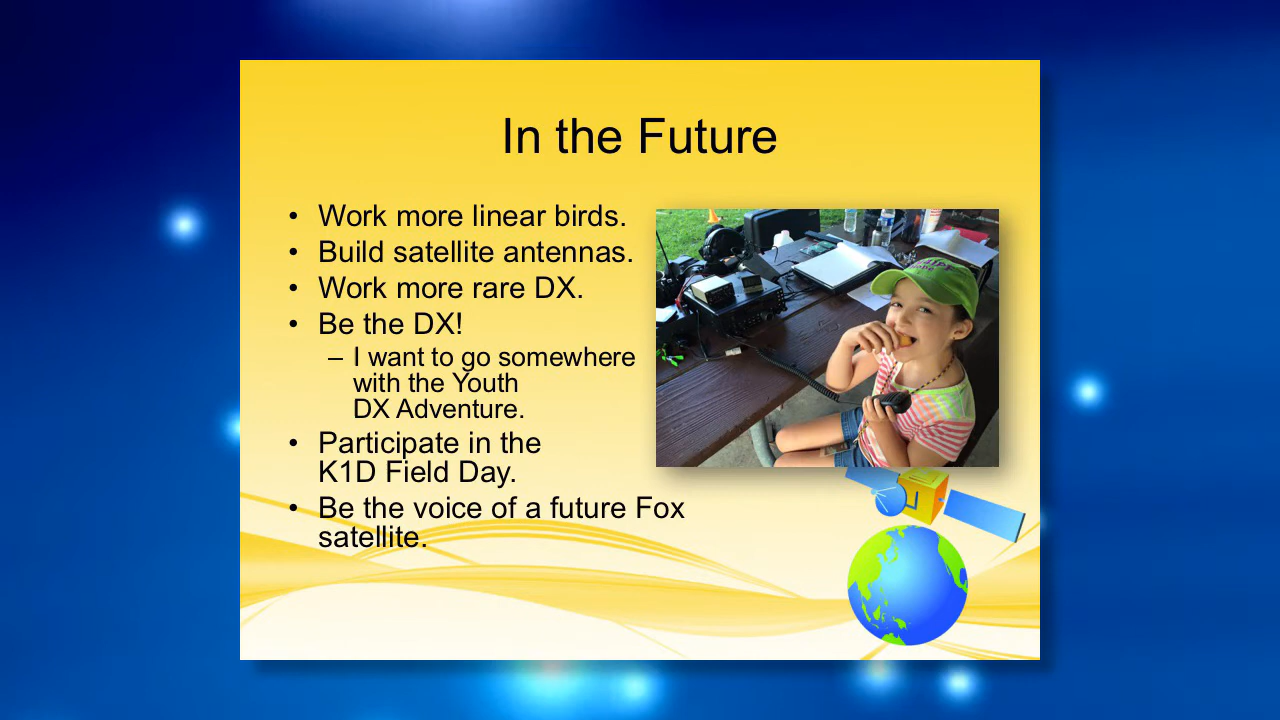 In the Future
• Work more linear birds.
• Build satellite antennas.
• Work more rare DX.
• Be the DX!
– I want to go somewhere
with the Youth
DX Adventure.
• Participate in the
K1D Field Day.
• Be the voice of a future Fox
satellite.